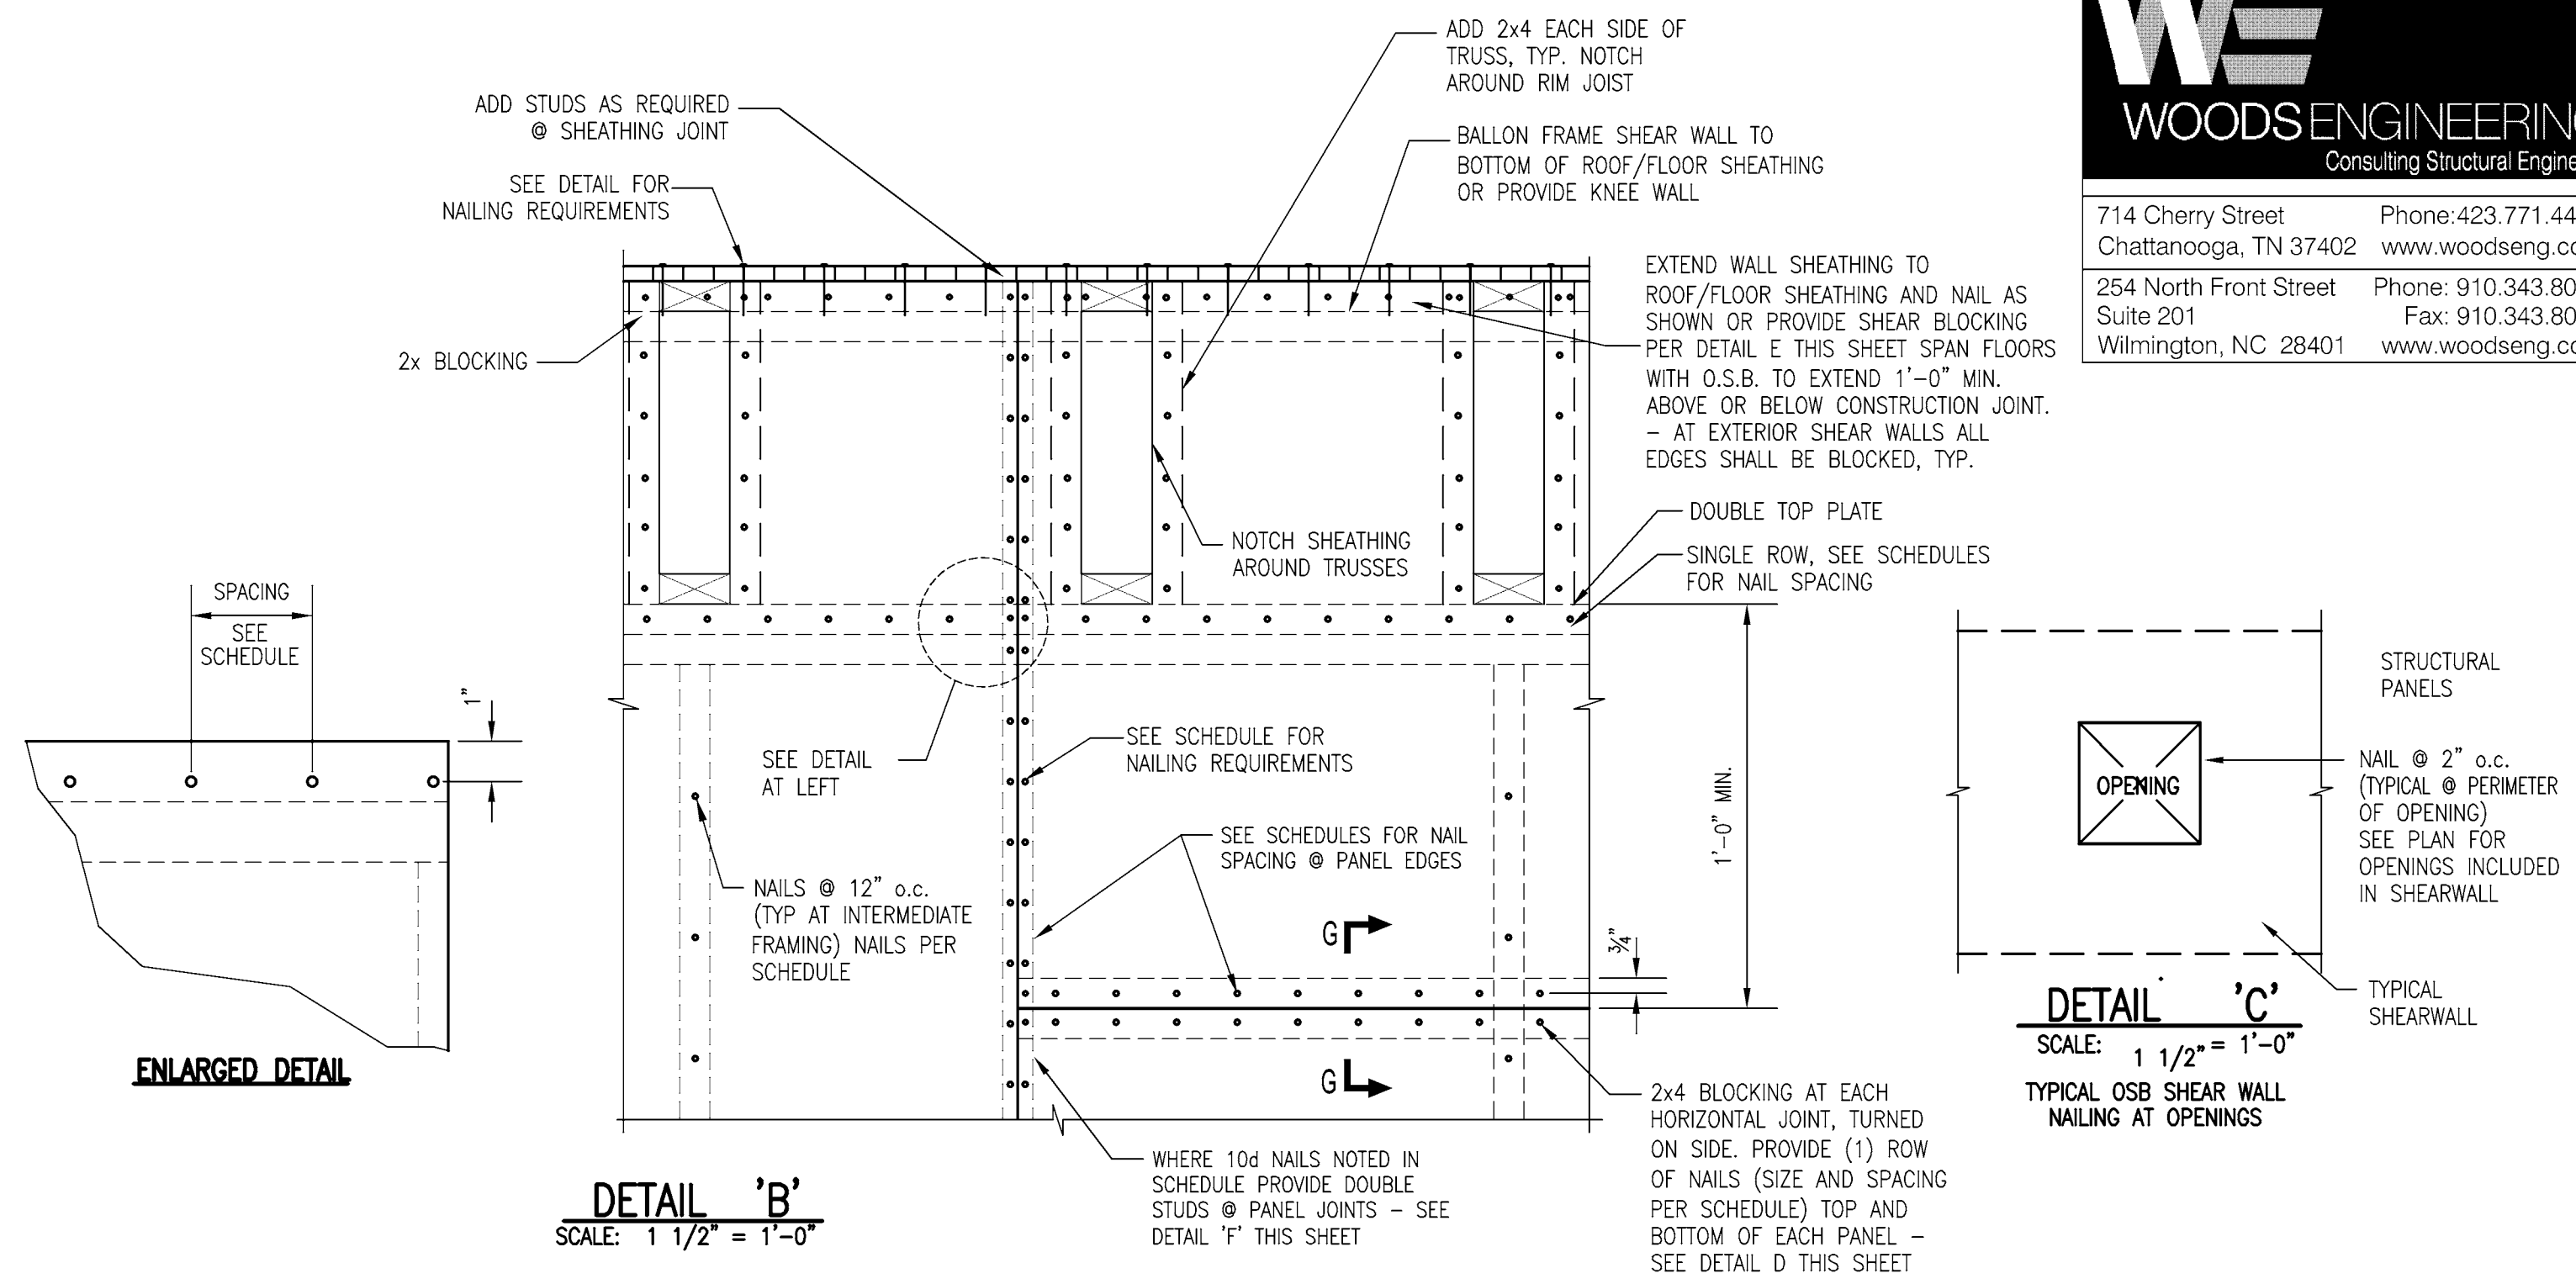 ADD 2x4 EACH SIDE OF
TRUSS, TYP. NOTCH
AROUND RIM JOIST
ADD STUDS AS REQUIRED
@ SHEATHING JOINT
BALLON FRAME SHEAR WALL TO
BOTTOM OF ROOF/FLOOR SHEATHING
OR PROVIDE KNEE WALL
SEE DETAIL FOR
NAILING REQUIREMENTS
EXTEND WALL SHEATHING TO
ROOF/FLOOR SHEATHING AND NAIL AS
SHOWN OR PROVIDE SHEAR BLOCKING
PER DETAIL E THIS SHEET SPAN FLOORS
WITH O.S.B. TO EXTEND 1'-0" MIN.
ABOVE OR BELOW CONSTRUCTION JOINT.
- AT EXTERIOR SHEAR WALLS ALL
EDGES SHALL BE BLOCKED, TYP.
2x BLOCKING
DOUBLE TOP PLATE
SINGLE ROW, SEE SCHEDULES
FOR NAIL SPACING
NOTCH SHEATHING
AROUND TRUSSES
SEE DETAIL
AT LEFT
SEE SCHEDULE FOR
NAILING REQUIREMENTS
SEE SCHEDULES FOR NAIL
SPACING @ PANEL EDGES
NAILS @ 12" o.c.
(TYP AT INTERMEDIATE
FRAMING) NAILS PER
SCHEDULE
1'-0" MIN.
3/4"
G
G
WHERE 10d NAILS NOTED IN
SCHEDULE PROVIDE DOUBLE
STUDS @ PANEL JOINTS - SEE
DETAIL 'F' THIS SHEET
2x4 BLOCKING AT EACH
HORIZONTAL JOINT, TURNED
ON SIDE. PROVIDE (1) ROW
OF NAILS (SIZE AND SPACING
PER SCHEDULE) TOP AND
BOTTOM OF EACH PANEL -
SEE DETAIL D THIS SHEET
DETAIL 'B'
SCALE: 1 1/2" = 1'-0"
SPACING
SEE
SCHEDULE
1"
ENLARGED DETAIL
STRUCTURAL
PANELS
OPENING
NAIL @ 2" o.c.
(TYPICAL @ PERIMETER
OF OPENING)
SEE PLAN FOR
OPENINGS INCLUDED
IN SHEARWALL
TYPICAL
SHEARWALL
DETAIL 'C'
SCALE: 1 1/2" = 1'-0"
TYPICAL OSB SHEAR WALL
NAILING AT OPENINGS
WE
WOODS ENGINEERING
Consulting Structural Engine
714 Cherry Street Phone:423.771.44
Chattanooga, TN 37402 www.woodseng.co
254 North Front Street Phone: 910.343.80
Suite 201 Fax: 910.343.80
Wilmington, NC 28401 www.woodseng.co